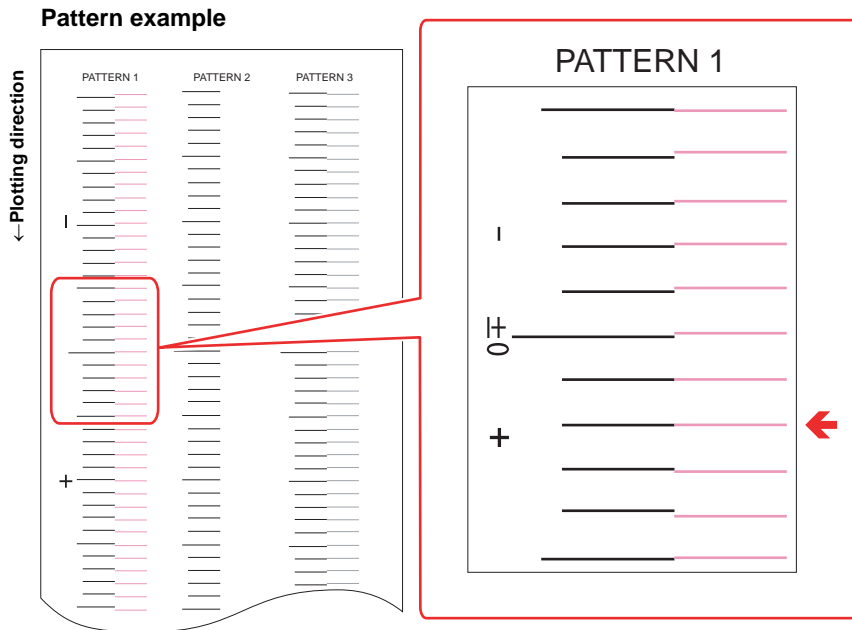 Pattern example
←Plotting direction
PATTERN 1
PATTERN 2
PATTERN 3
−
+
PATTERN 1
−
±0
+